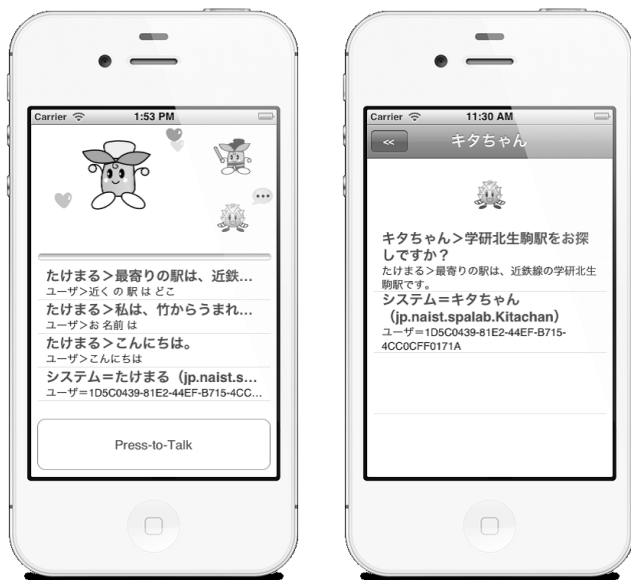 Carrier 1:53 PM
たけまる＞最寄りの駅は、近鉄...
ユーザ＞近く の 駅 は どこ
たけまる＞私は、竹からうまれ...
ユーザ＞お 名前 は
たけまる＞こんにちは。
ユーザ＞こんにちは
システム＝たけまる（jp.naist.s...
ユーザ＝1D5C0439-81E2-44EF-B715-4CC...
Press-to-Talk
Carrier 11:30 AM
<< キタちゃん
キタちゃん＞学研北生駒駅をお探
しですか？
たけまる＞最寄りの駅は、近鉄線の学研北生
駒駅です。
システム＝キタちゃん
（jp.naist.spalab.Kitachan）
ユーザ＝1D5C0439-81E2-44EF-B715-
4CC0CFF0171A